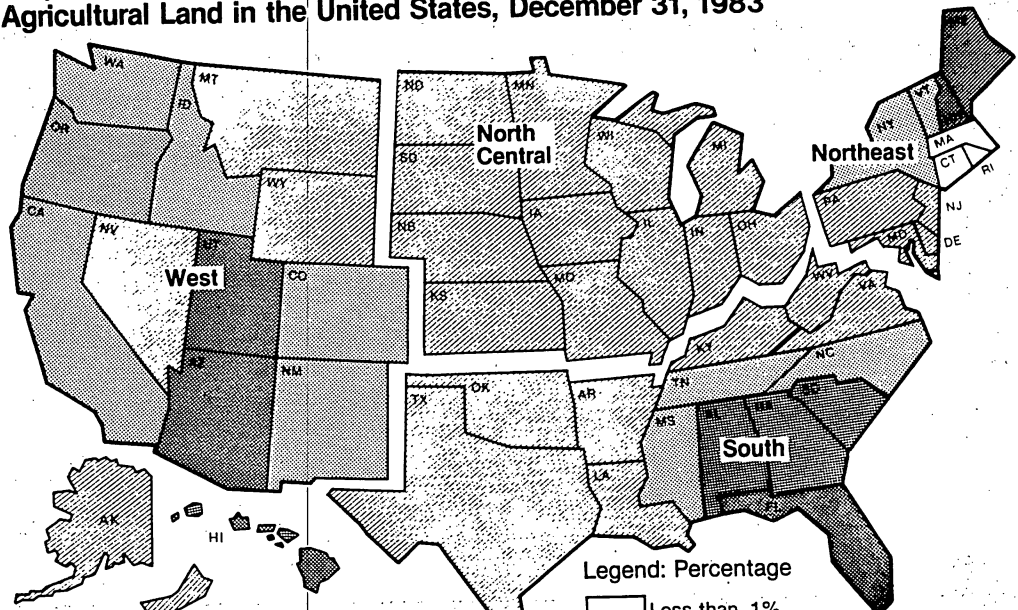 Agricultural Land in the United States, December 31, 1983
WA
MT
ID
OR
ND
MN
North
Central
WI
MI
SD
WY
CA
NV
NB
IA
IL
IN
OH
UT
West
CO
MO
KS
NY
VT
MA
CT
RI
Northeast
PA
NJ
MD
DE
WV
VA
KY
NC
TN
AZ
NM
TX
OK
AR
MS
AL
SC
South
LA
FL
AK
HI
Legend: Percentage
Less than .1%